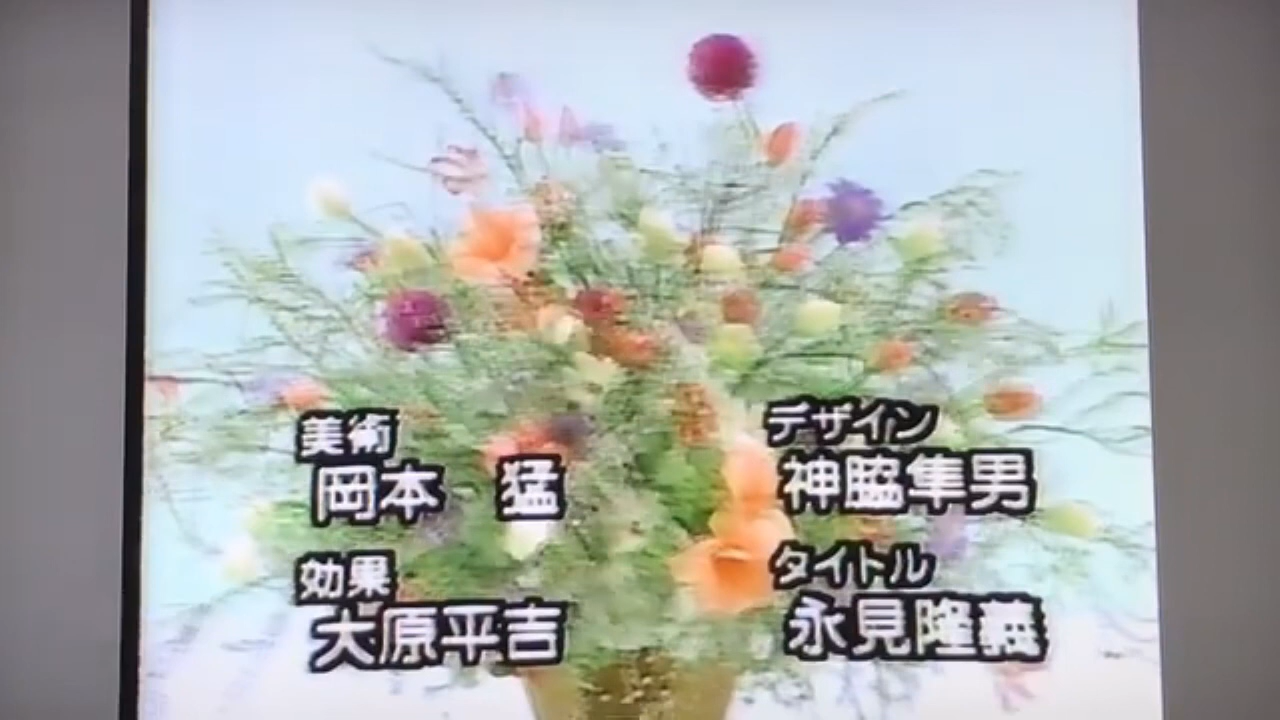 美術
岡本 猛
デザイン
神脇隼男
効果
大原平吉
タイトル
永見隆義